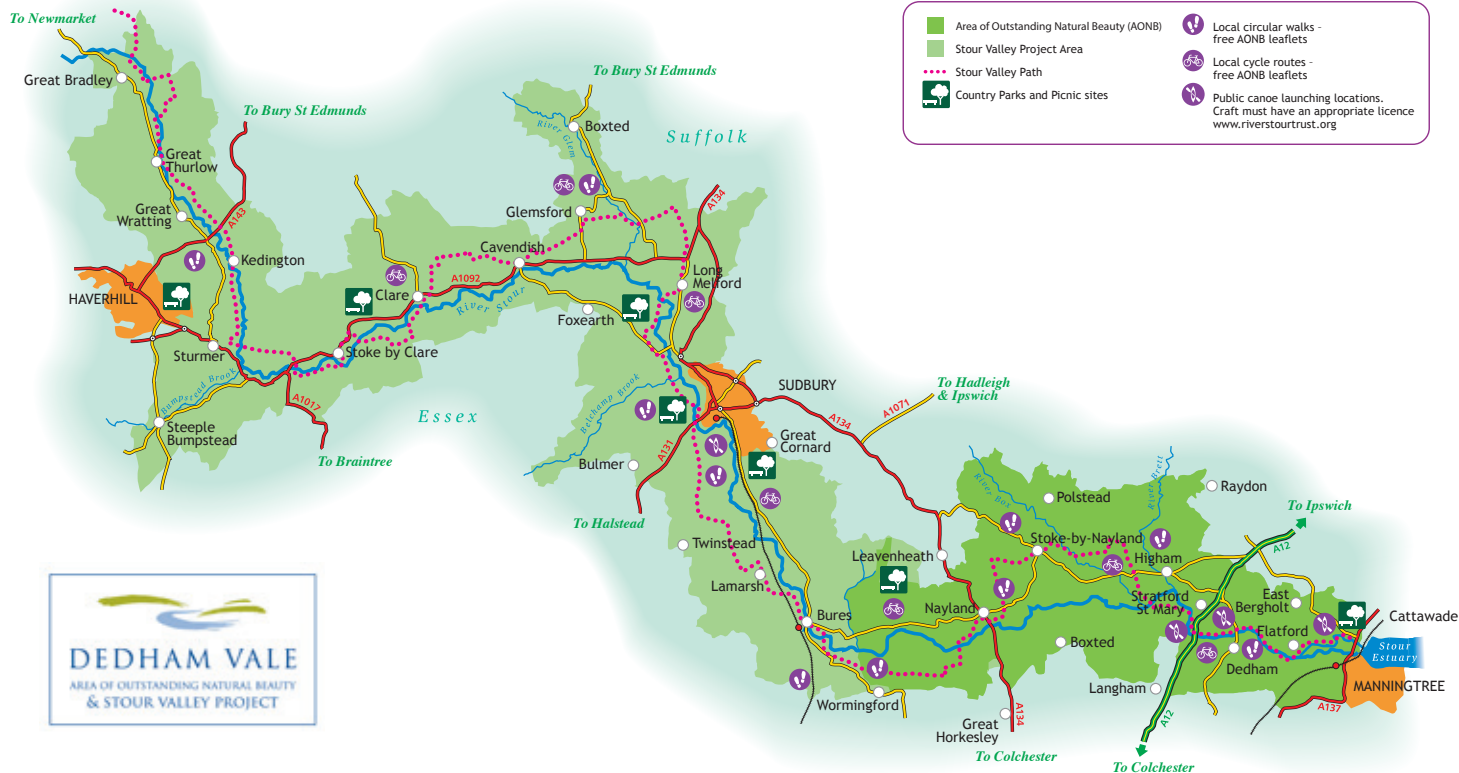 To Newmarket
Great Bradley
To Bury St Edmunds
Great
Thurlow
Great
Wratting
A143
Kedington
HAVERHILL
Sturmer
Bumpstead Brook
Steeple
Bumpstead
A1017
To Braintree
Stoke by Clare
Clare
A1092
River Stour
Essex
Cavendish
Foxearth
Glemsford
River Glem
Boxted
To Bury St Edmunds
Suffolk
A134
Long
Melford
Belchamp Brook
SUDBURY
Great
Cornard
Bulmer
A131
To Halstead
Twinstead
Lamarsh
Bures
Wormingford
A134
A1071
To Hadleigh
& Ipswich
Leavenheath
Nayland
Great
Horkesley
A134
To Colchester
Polstead
River Box
River Brett
Raydon
Stoke-by-Nayland
Higham
Stratford
St Mary
Boxted
Langham
A12
To Colchester
To Ipswich
A12
East
Bergholt
Flatford
Dedham
Cattawade
Stour
Estuary
MANNINGTREE
A137
Area of Outstanding Natural Beauty (AONB)
Stour Valley Project Area
Stour Valley Path
Country Parks and Picnic sites
Local circular walks –
free AONB leaflets
Local cycle routes –
free AONB leaflets
Public canoe launching locations.
Craft must have an appropriate licence
www.riverstourtrust.org
DEDHAM VALE
AREA OF OUTSTANDING NATURAL BEAUTY
& STOUR VALLEY PROJECT